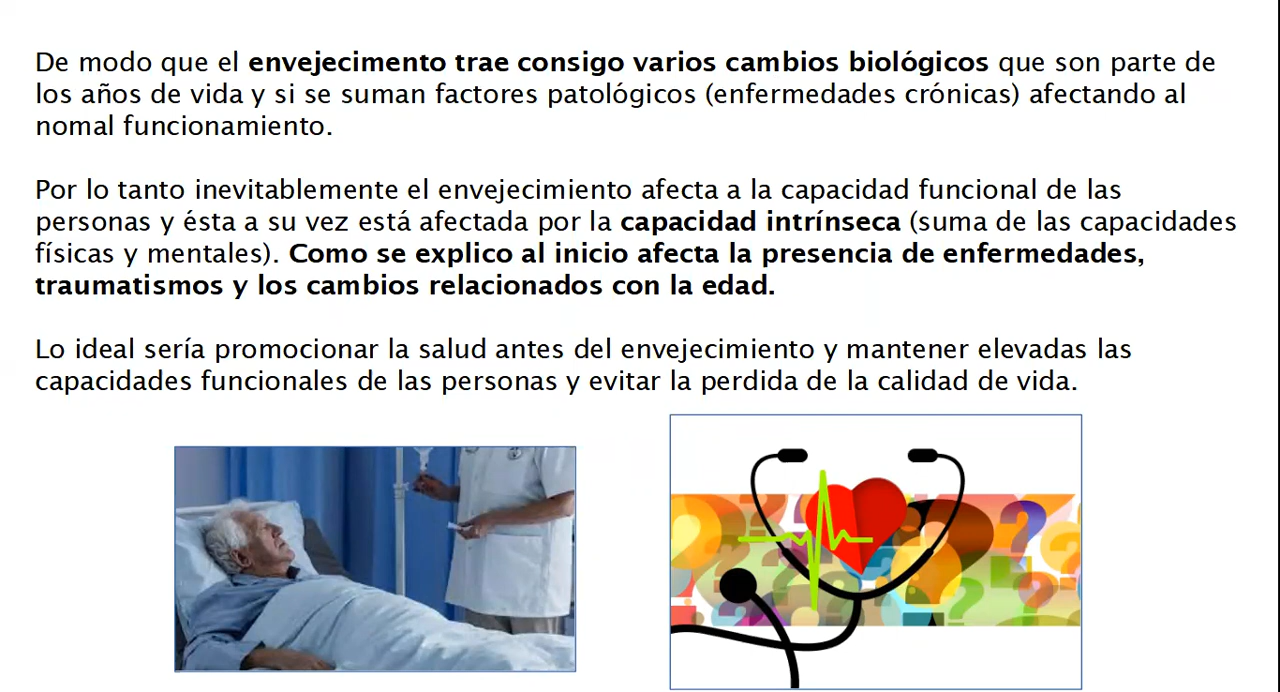 De modo que el envejecimento trae consigo varios cambios biológicos que son parte de
los años de vida y si se suman factores patológicos (enfermedades crónicas) afectando al
nomal funcionamiento.
Por lo tanto inevitablemente el envejecimiento afecta a la capacidad funcional de las
personas y ésta a su vez está afectada por la capacidad intrínseca (suma de las capacidades
físicas y mentales). Como se explico al inicio afecta la presencia de enfermedades,
traumatismos y los cambios relacionados con la edad.
Lo ideal sería promocionar la salud antes del envejecimiento y mantener elevadas las
capacidades funcionales de las personas y evitar la perdida de la calidad de vida.